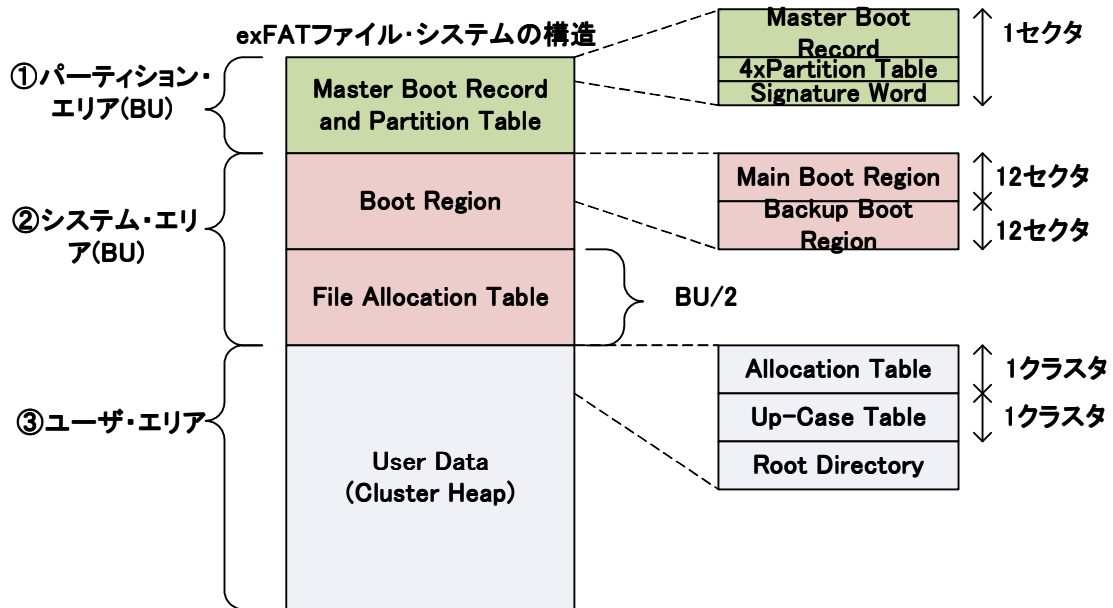 exFATファイル・システムの構造
①パーティション・
エリア(BU)
Master Boot Record
and Partition Table
Master Boot
Record
4xPartition Table
Signature Word
1セクタ
②システム・エリ
ア(BU)
Boot Region
Main Boot Region
12セクタ
Backup Boot
Region
12セクタ
File Allocation Table
BU/2
③ユーザ・エリア
User Data
(Cluster Heap)
Allocation Table
1クラスタ
Up-Case Table
1クラスタ
Root Directory